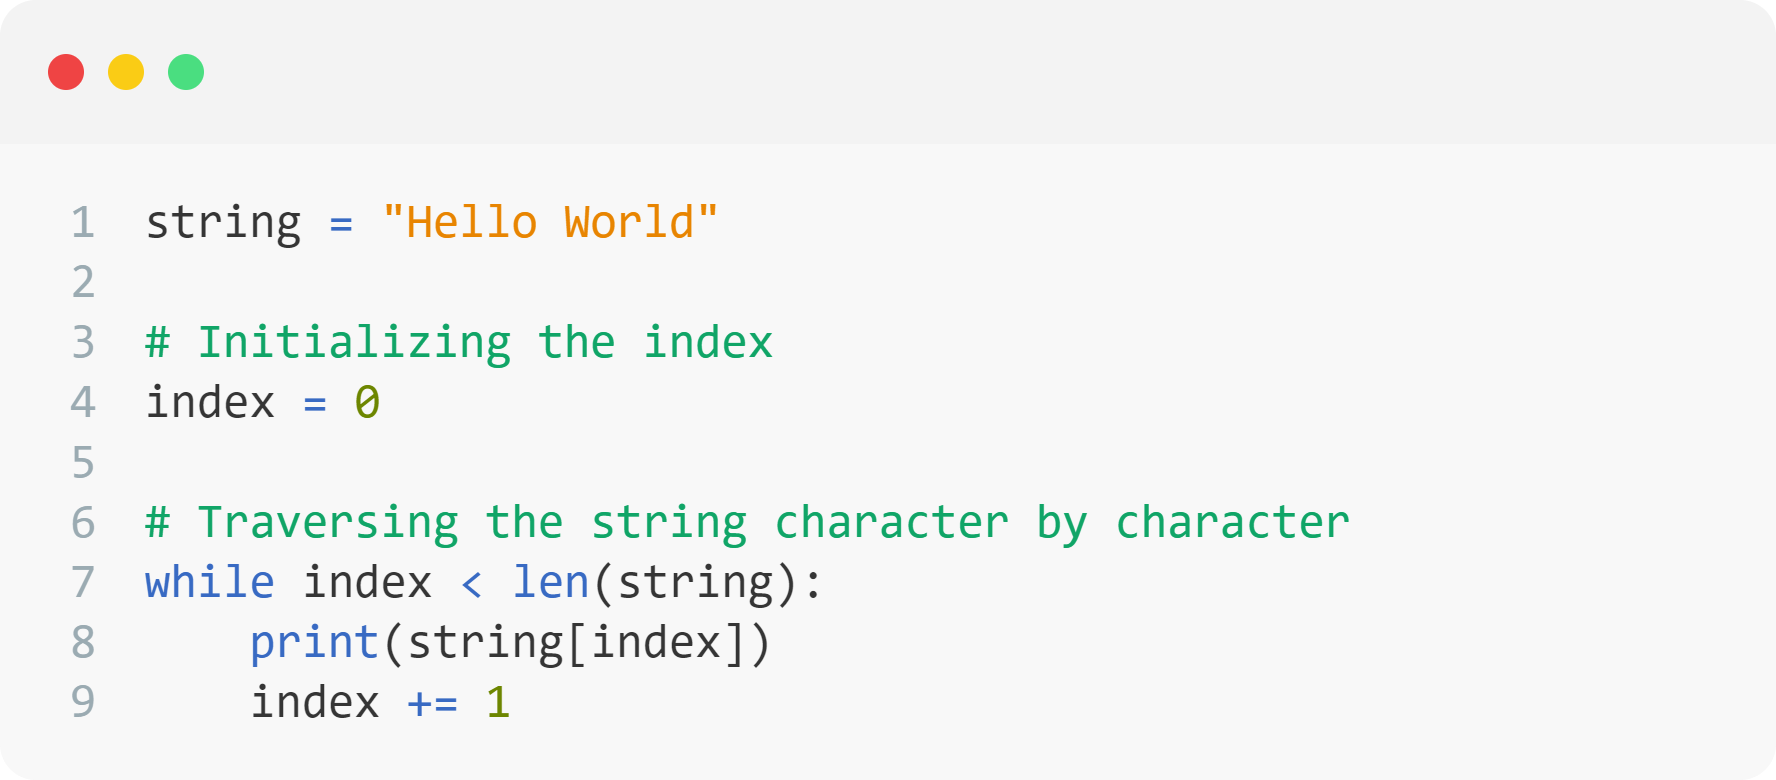 1 string = "Hello World"
2
3 # Initializing the index
4 index = 0
5
6 # Traversing the string character by character
7 while index < len(string):
8     print(string[index])
9     index += 1